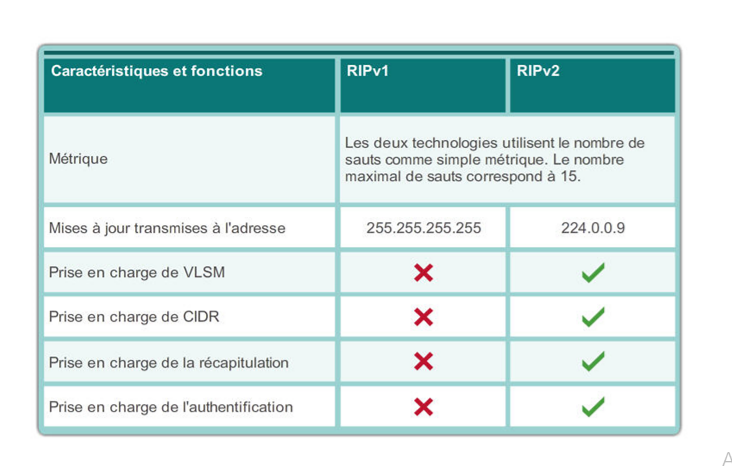 Caractéristiques et fonctions RIPv1 RIPv2
Métrique
Les deux technologies utilisent le nombre de
sauts comme simple métrique. Le nombre
maximal de sauts correspond à 15.
Mises à jour transmises à l'adresse 255.255.255.255 224.0.0.9
Prise en charge de VLSM
Prise en charge de CIDR
Prise en charge de la récapitulation
Prise en charge de l'authentification
A